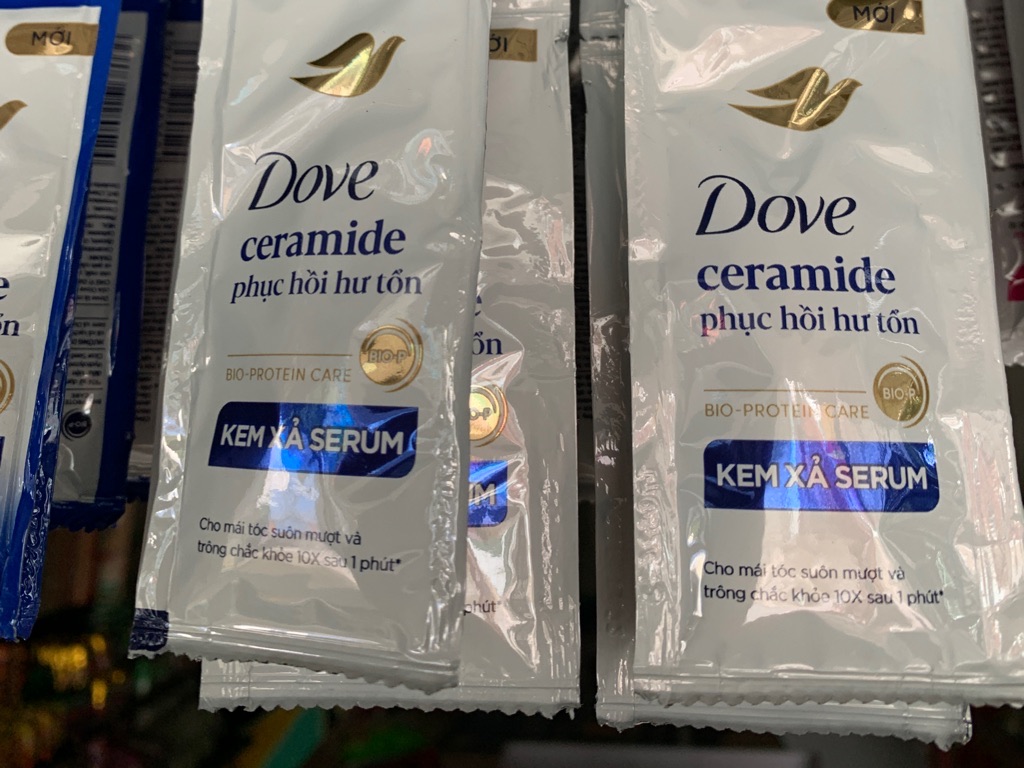 MỚI
Dove
ceramide
phục hồi hư tổn
BIO-PROTEIN CARE
BIO-P
KEM XẢ SERUM
Cho mái tóc suôn mượt và
trông chắc khỏe 10X sau 1 phút*
MỚI
Dove
ceramide
phục hồi hư tổn
BIO-PROTEIN CARE
BIO-P
KEM XẢ SERUM
Cho mái tóc suôn mượt và
trông chắc khỏe 10X sau 1 phút*